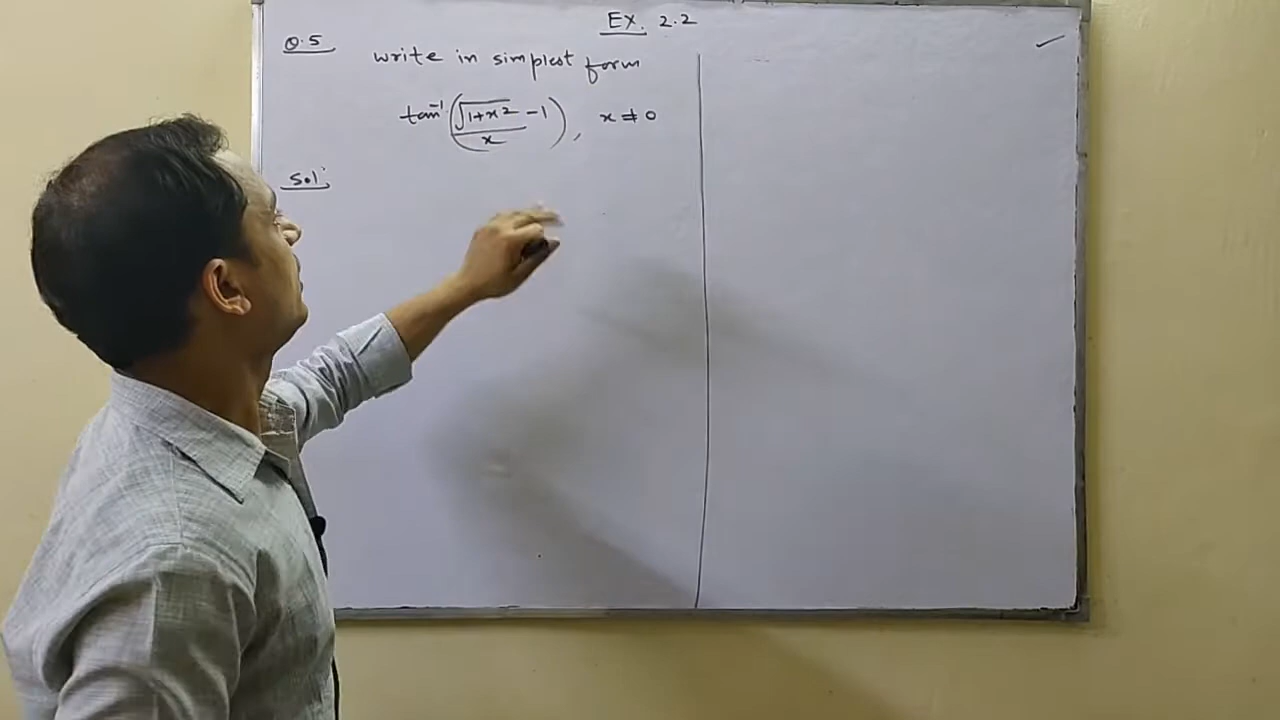 Ex. 2.2
Q.5 write in simplest form
tan⁻¹ (√1+x² - 1 / x), x ≠ 0
Sol: